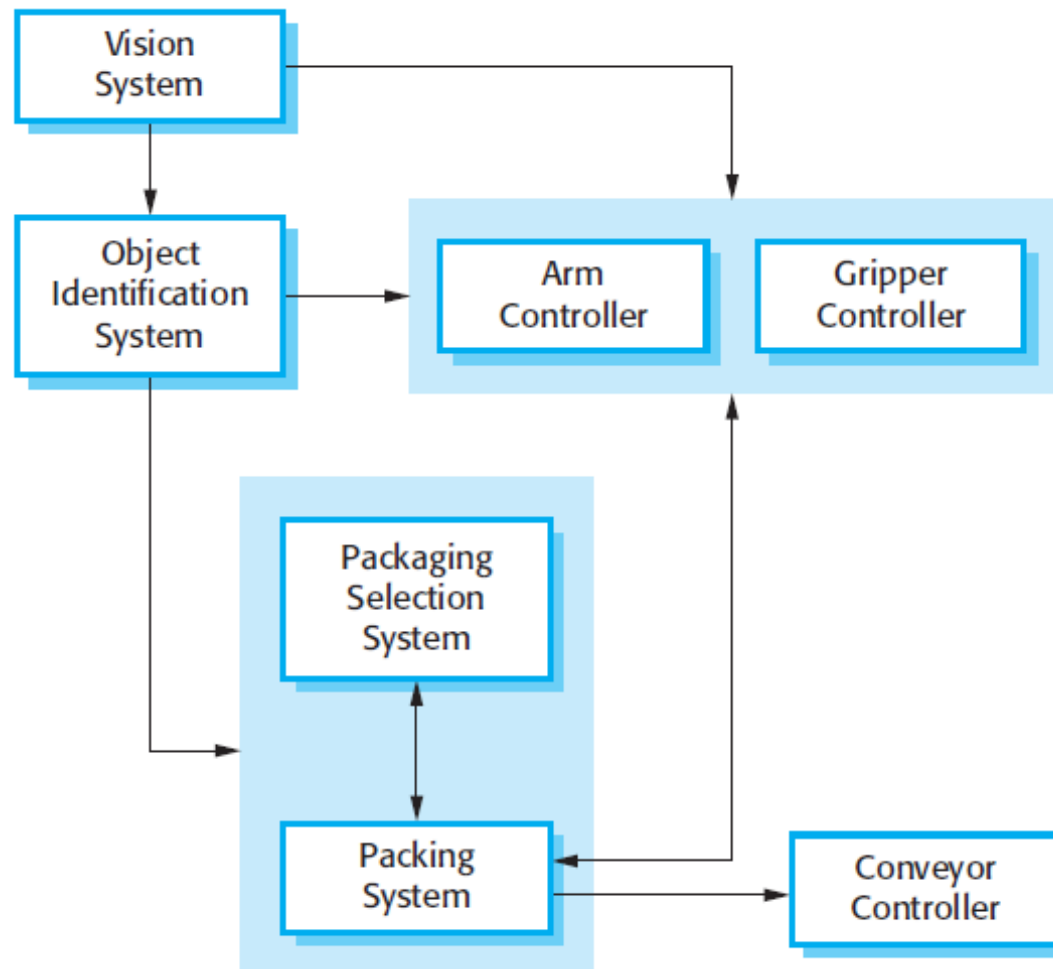 Vision
System
Object
Identification
System
Arm
Controller
Gripper
Controller
Packaging
Selection
System
Packing
System
Conveyor
Controller